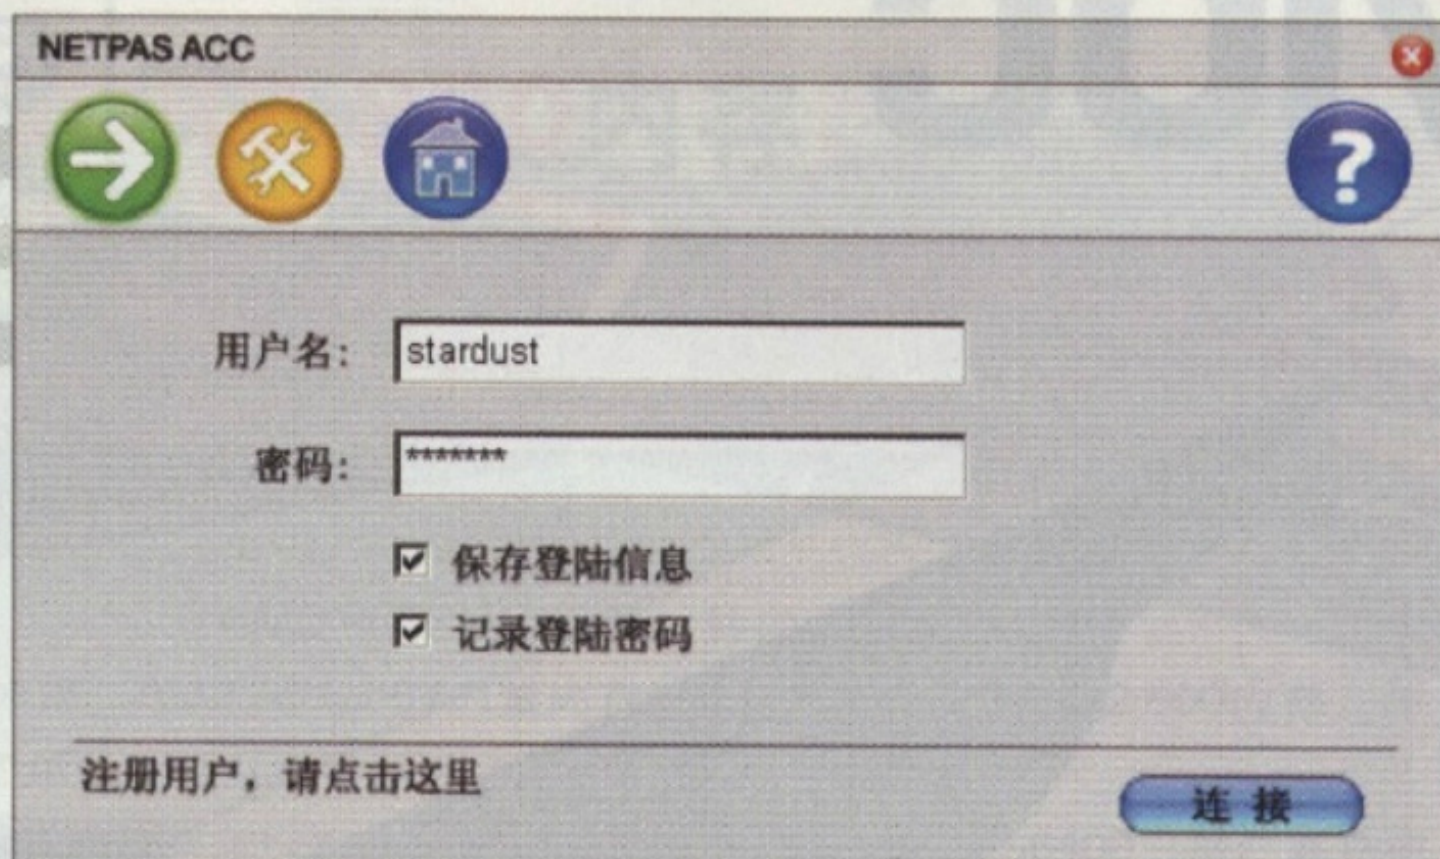 NETPAS ACC
用户名: stardust
密码: *******
保存登陆信息
记录登陆密码
注册用户，请点击这里
连 接